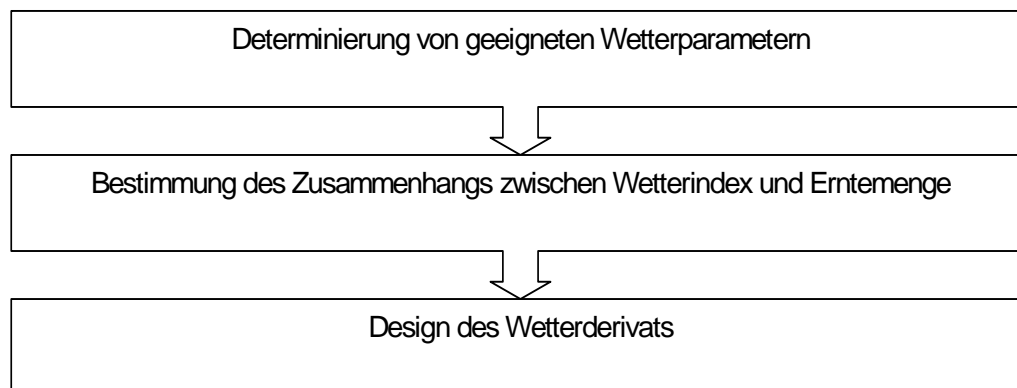 Determinierung von geeigneten Wetterparametern
Bestimmung des Zusammenhangs zwischen Wetterindex und Erntemenge
Design des Wetterderivats